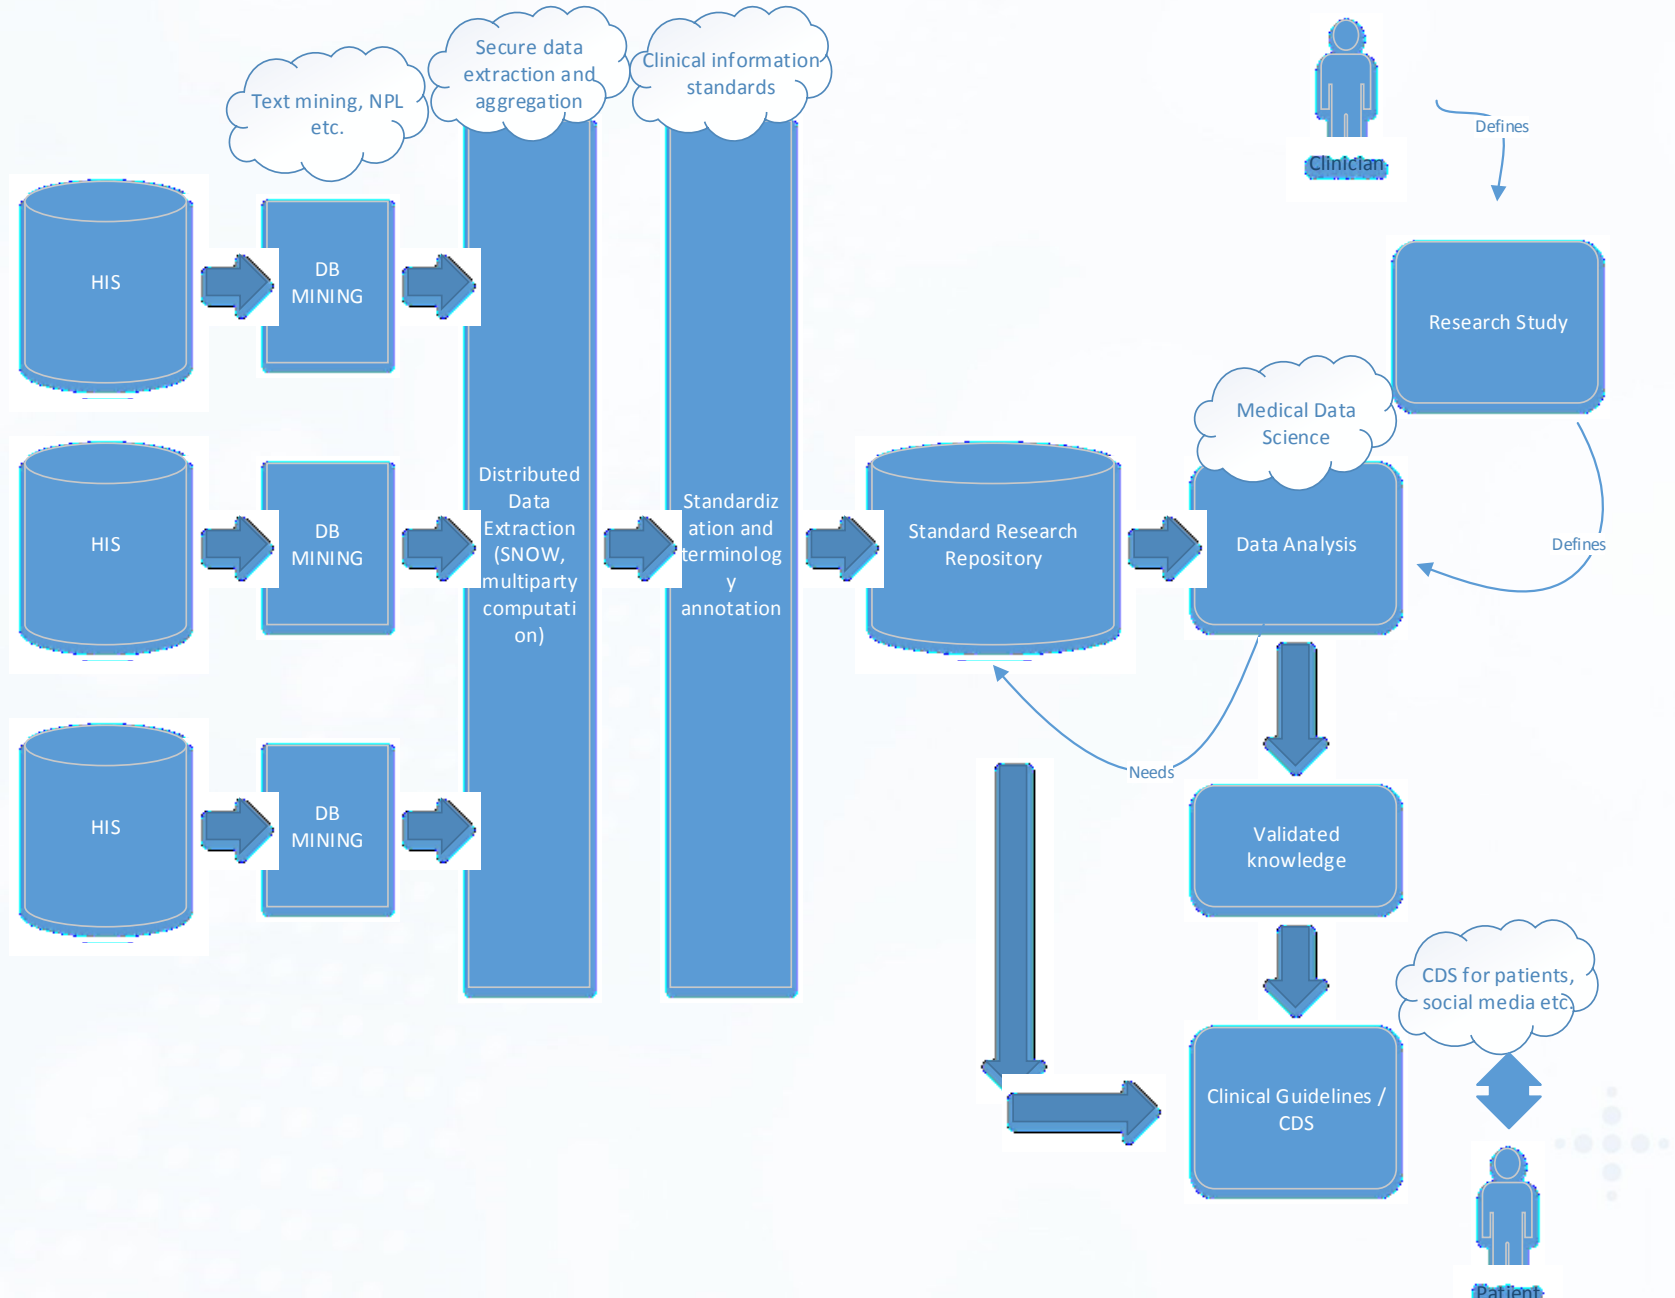 Text mining, NPL
etc.
Secure data
extraction and
aggregation
Clinical information
standards
Clinician
Defines
HIS
DB
MINING
Research Study
Medical Data
Science
HIS
DB
MINING
Distributed
Data
Extraction
(SNOW,
multiparty
computati
on)
Standardiz
ation and
terminolog
y
annotation
Standard Research
Repository
Data Analysis
Defines
Needs
HIS
DB
MINING
Validated
knowledge
CDS for patients,
social media etc.
Clinical Guidelines /
CDS
Patient